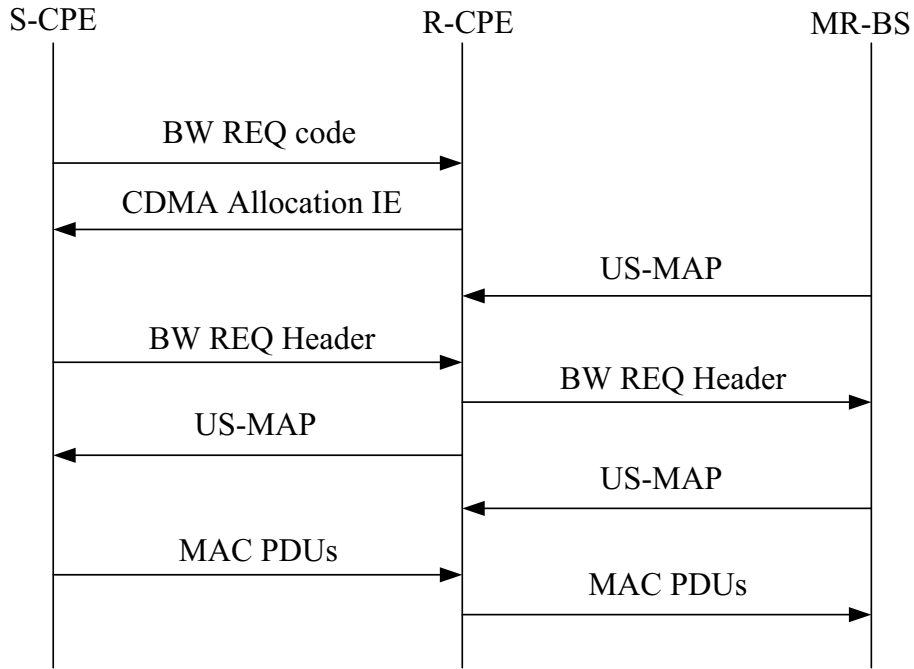 S-CPE
R-CPE
MR-BS
BW REQ code
CDMA Allocation IE
US-MAP
BW REQ Header
BW REQ Header
US-MAP
US-MAP
MAC PDUs
MAC PDUs